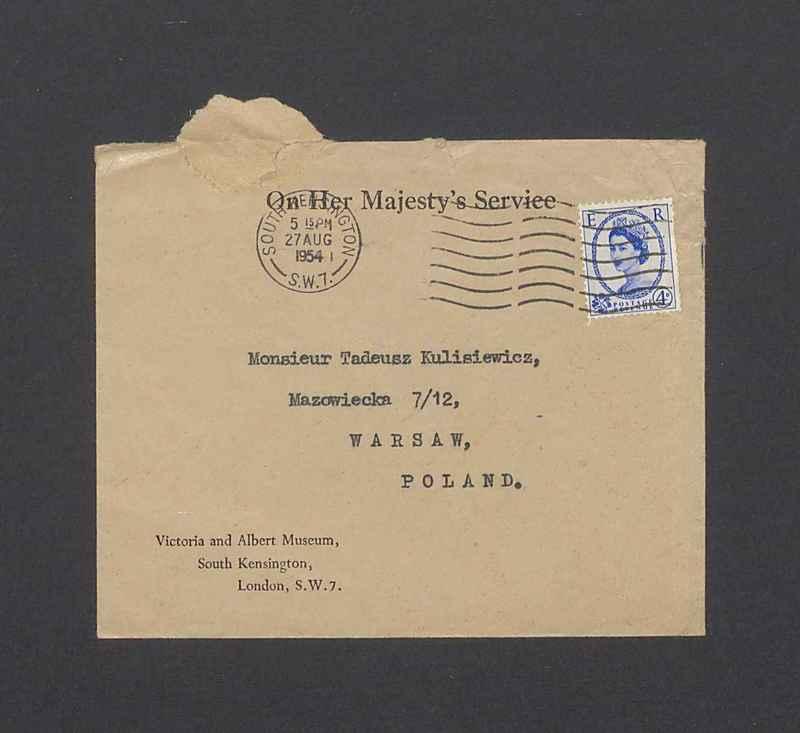 On Her Majesty's Service
SOUTH KENSINGTON
5 15 PM
27 AUG
1954
S.W.7.
E R
POSTAGE
4D
Monsieur Tadeusz Kulisiewicz,
Mazowiecka 7/12,
WARSAW,
POLAND.
Victoria and Albert Museum,
South Kensington,
London, S.W.7.